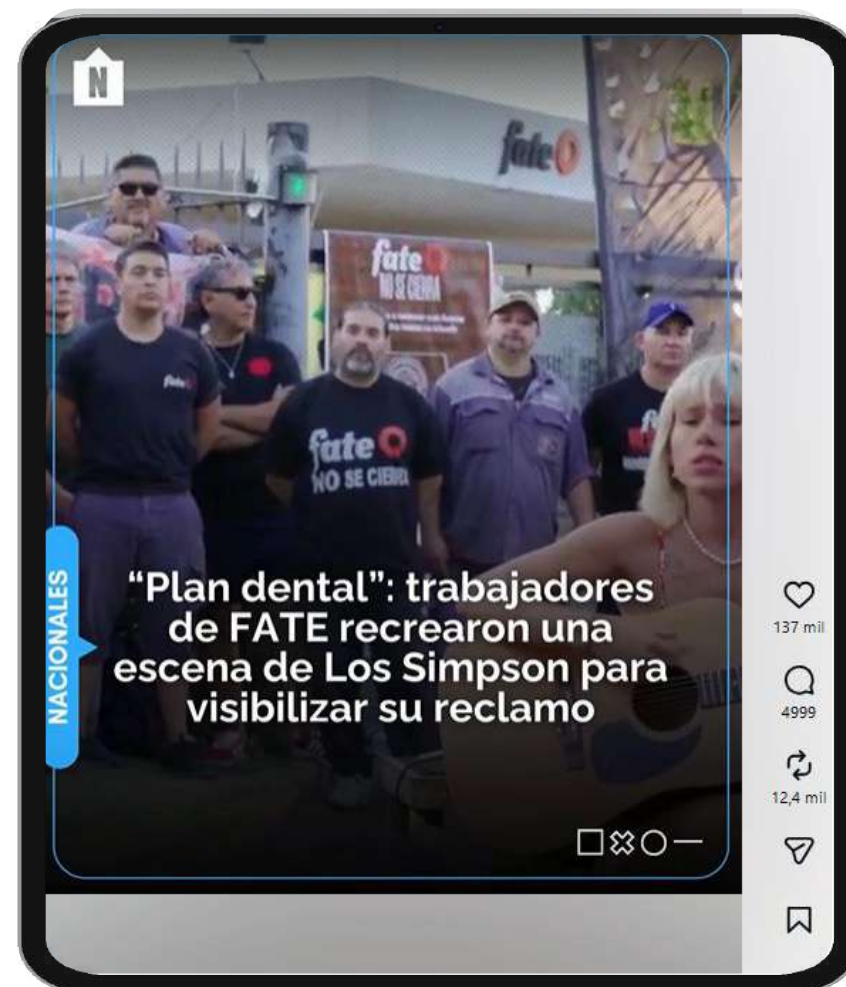 N
fate
fate
NO SE CIERRA
fate
fate
NO SE CIERRA
NACIONALES
“Plan dental”: trabajadores
de FATE recrearon una
escena de Los Simpson para
visibilizar su reclamo
137 mil
4999
12,4 mil